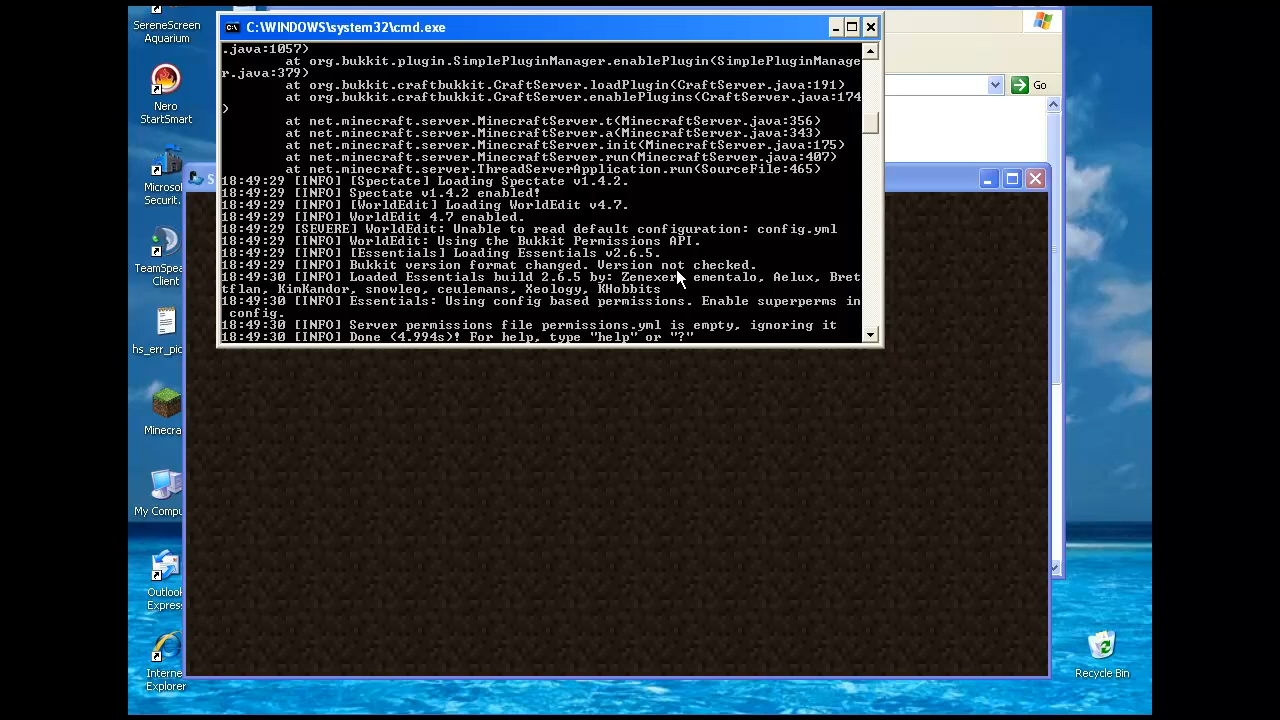 SereneScreen
Aquarium
Nero
StartSmart
Microsof
Securit..
TeamSpea
Client
hs_err_pic
Minecra
My Compu
Outlook
Expres
Interne
Explorer
Recycle Bin
Go
C:\WINDOWS\system32\cmd.exe
.java:1057)
at org.bukkit.plugin.SimplePluginManager.enablePlugin(SimplePluginManage
r.java:379)
at org.bukkit.craftbukkit.CraftServer.loadPlugin(CraftServer.java:191)
at org.bukkit.craftbukkit.CraftServer.enablePlugins(CraftServer.java:174
)
at net.minecraft.server.MinecraftServer.t(MinecraftServer.java:356)
at net.minecraft.server.MinecraftServer.a(MinecraftServer.java:343)
at net.minecraft.server.MinecraftServer.init(MinecraftServer.java:175)
at net.minecraft.server.MinecraftServer.run(MinecraftServer.java:407)
at net.minecraft.server.ThreadServerApplication.run(SourceFile:465)
18:49:29 [INFO] [Spectate] Loading Spectate v1.4.2.
18:49:29 [INFO] Spectate v1.4.2 enabled!
18:49:29 [INFO] [WorldEdit] Loading WorldEdit v4.7.
18:49:29 [INFO] WorldEdit 4.7 enabled.
18:49:29 [SEVERE] WorldEdit: Unable to read default configuration: config.yml
18:49:29 [INFO] WorldEdit: Using the Bukkit Permissions API.
18:49:29 [INFO] [Essentials] Loading Essentials v2.6.5.
18:49:29 [INFO] Bukkit version format changed. Version not checked.
18:49:30 [INFO] Loaded Essentials build 2.6.5 by: Zenexer, ementalo, Aelux, Bret
tflan, KimKandor, snowleo, ceulemans, Xeology, KHobbits
18:49:30 [INFO] Essentials: Using config based permissions. Enable superperms in
config.
18:49:30 [INFO] Server permissions file permissions.yml is empty, ignoring it
18:49:30 [INFO] Done (4.994s)! For help, type "help" or "?"